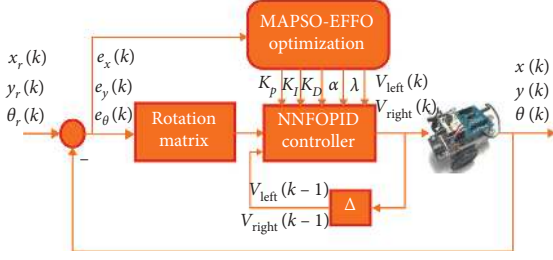 MAPSO-EFFO
optimization
x_r (k)
y_r (k)
θ_r (k)
e_x (k)
e_y (k)
e_θ (k)
K_p K_I K_D α λ
V_left (k)
V_right (k)
x (k)
y (k)
θ (k)
Rotation
matrix
NNFOPID
controller
–
V_left (k – 1)
V_right (k – 1)
Δ